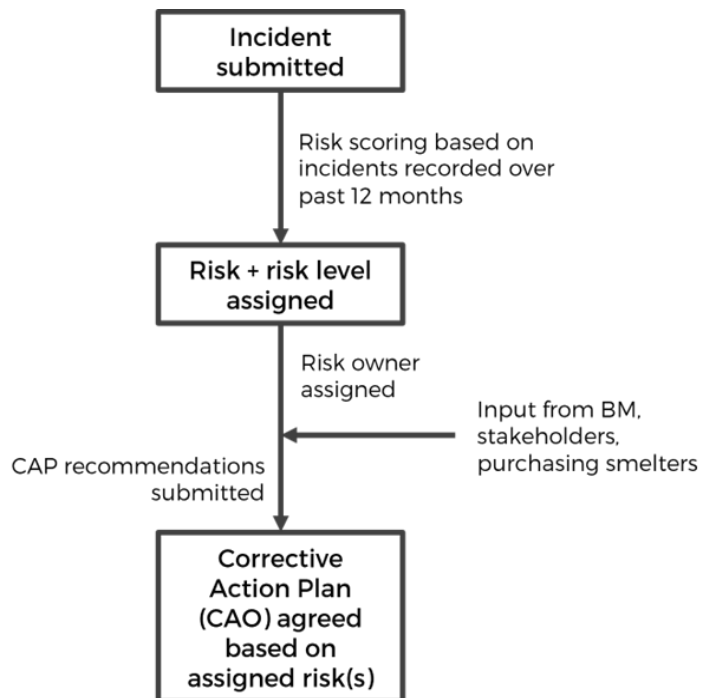 Incident
submitted
Risk scoring based on
incidents recorded over
past 12 months
Risk + risk level
assigned
Risk owner
assigned
Input from BM,
stakeholders,
purchasing smelters
CAP recommendations
submitted
Corrective
Action Plan
(CAO) agreed
based on
assigned risk(s)